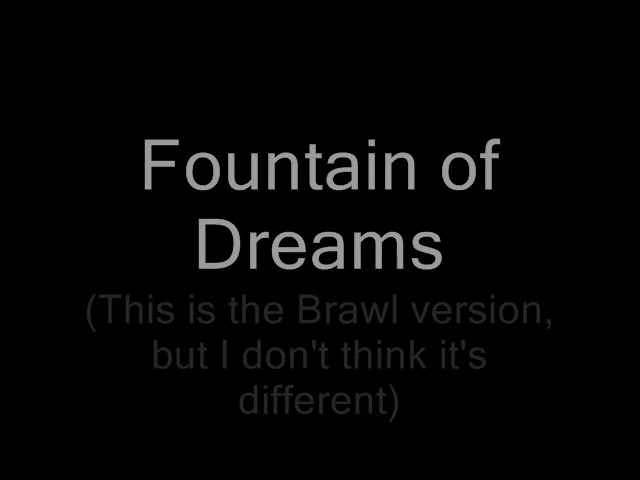 Fountain of
Dreams
(This is the Brawl version,
but I don't think it's
different)